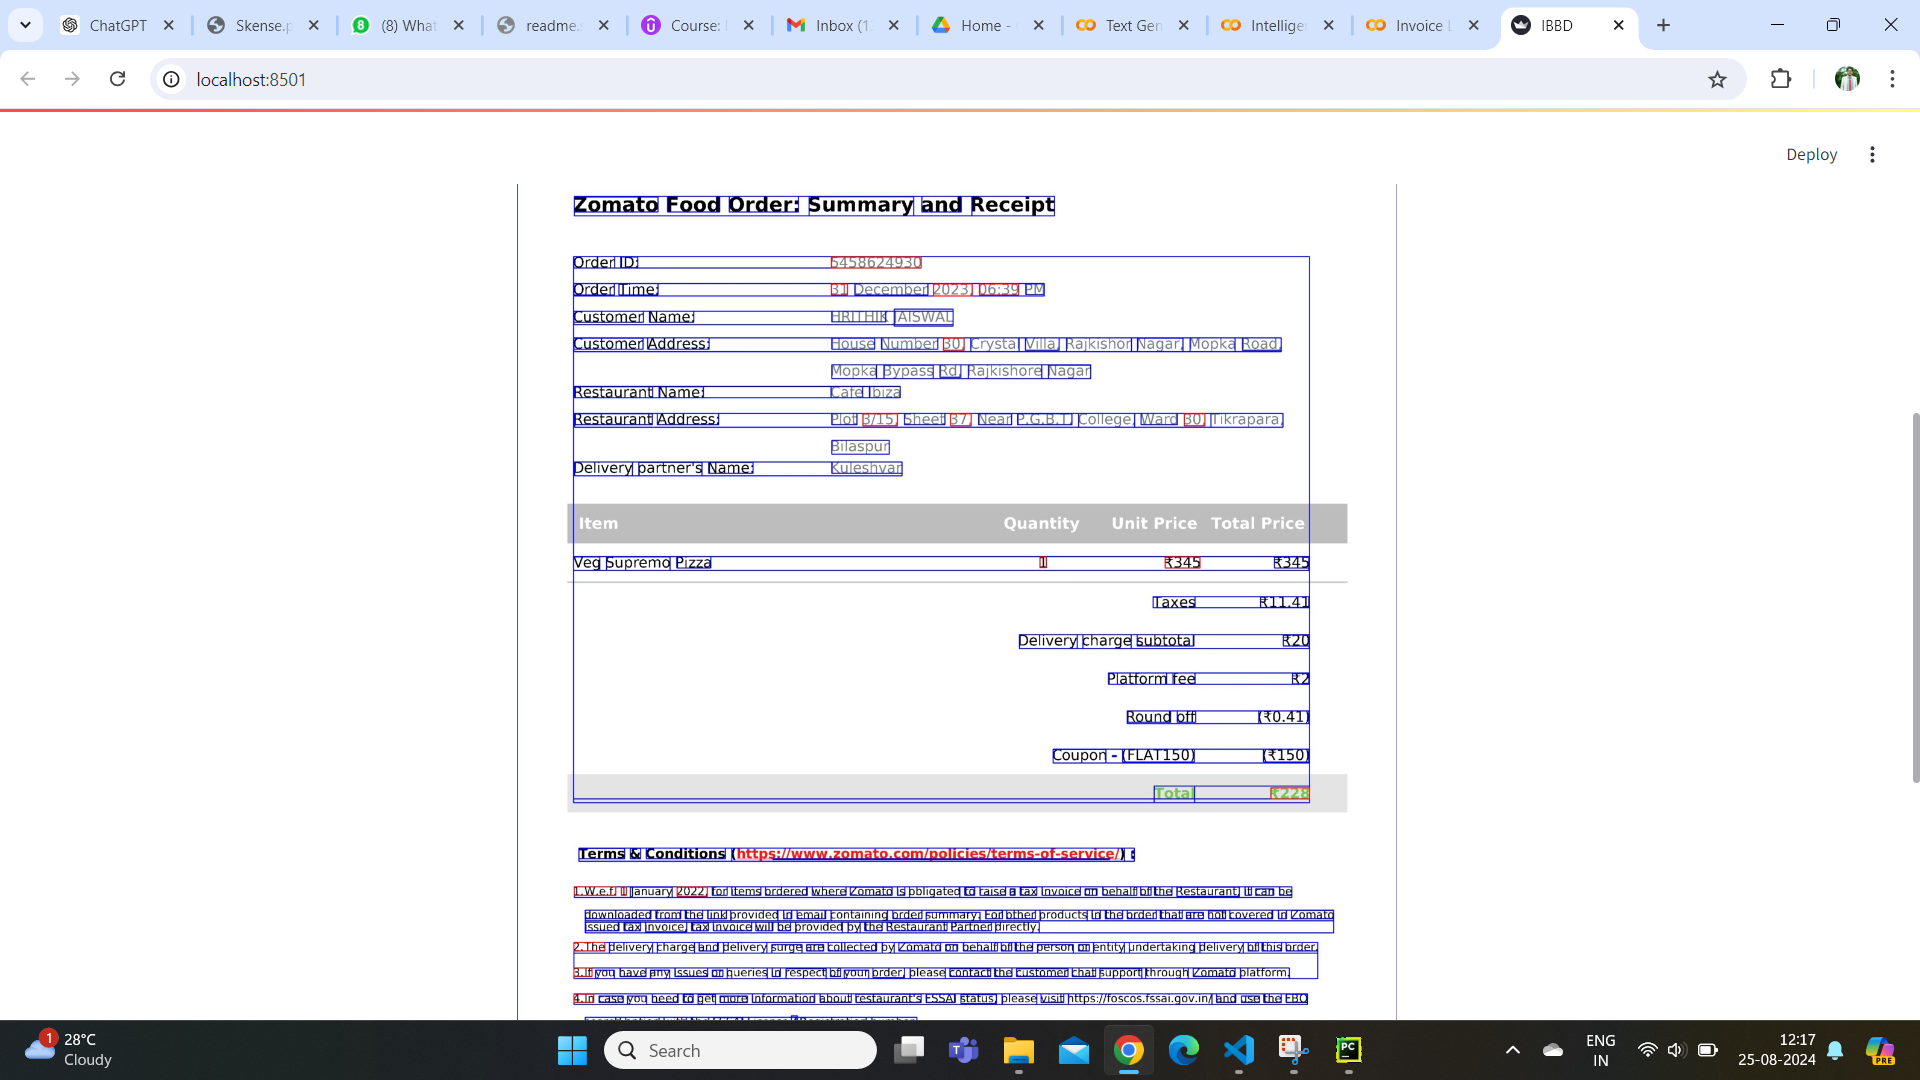 ChatGPT
Skense.p
(8) What
readme.
Course:
Inbox (1
Home -
Text Gen
Intellige
Invoice
IBBD
localhost:8501
Deploy
Zomato Food Order: Summary and Receipt
Order ID: 5458624930
Order Time: 31 December 2023, 06:39 PM
Customer Name: HRITHIK JAISWAL
Customer Address: House Number 30, Crystal Villa, Rajkishor Nagar, Mopka Road,
Mopka Bypass Rd, Rajkishore Nagar
Restaurant Name: Cafe Ibiza
Restaurant Address: Plot 3/15, Sheet 37, Near P.G.B.T. College, Ward 30, Tikrapara,
Bilaspur
Delivery partner's Name: Kuleshvar
Item Quantity Unit Price Total Price
Veg Supremo Pizza 1 ₹345 ₹345
Taxes ₹11.41
Delivery charge subtotal ₹20
Platform fee ₹2
Round off (₹0.41)
Coupon - (FLAT150) (₹150)
Total ₹228
Terms & Conditions (https://www.zomato.com/policies/terms-of-service/) :
1.W.e.f. 1 January 2022, for items ordered where Zomato is obligated to raise a tax invoice on behalf of the Restaurant, it can be
downloaded from the link provided in email containing order summary. For other products in the order that are not covered in Zomato
issued tax invoice, tax invoice will be provided by the Restaurant Partner directly.
2.The delivery charge and delivery surge are collected by Zomato on behalf of the person or entity undertaking delivery of this order.
3.If you have any issues or queries in respect of your order, please contact the customer chat support through Zomato platform.
4.In case you need to get more information about restaurant's FSSAI status, please visit https://foscos.fssai.gov.in/ and use the FBO
1
28°C
Cloudy
Search
PC
ENG
IN
12:17
25-08-2024
PRE